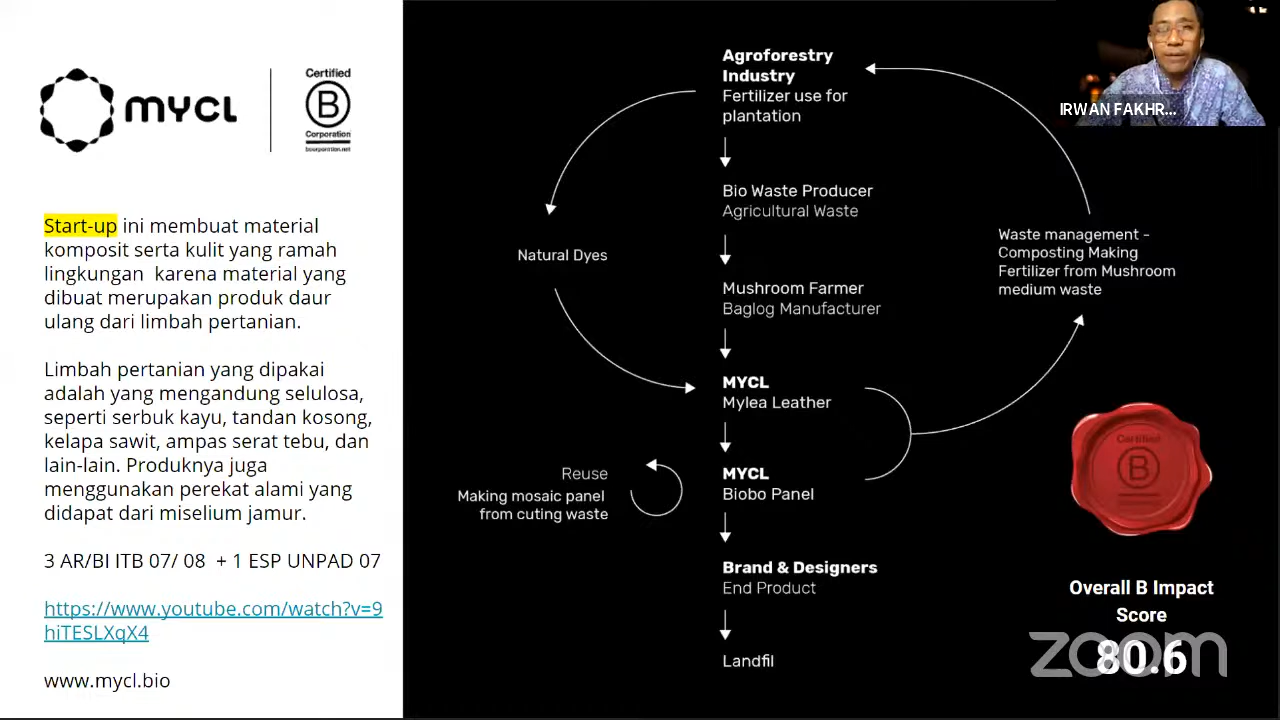 MYCL
Certified
B
Corporation
Start-up ini membuat material
komposit serta kulit yang ramah
lingkungan karena material yang
dibuat merupakan produk daur
ulang dari limbah pertanian.
Limbah pertanian yang dipakai
adalah yang mengandung selulosa,
seperti serbuk kayu, tandan kosong,
kelapa sawit, ampas serat tebu, dan
lain-lain. Produknya juga
menggunakan perekat alami yang
didapat dari miselium jamur.
3 AR/BI ITB 07/ 08 + 1 ESP UNPAD 07
https://www.youtube.com/watch?v=9
hiTESLXqX4
www.mycl.bio
Agroforestry
Industry
Fertilizer use for
plantation
Bio Waste Producer
Agricultural Waste
Natural Dyes
Mushroom Farmer
Baglog Manufacturer
MYCL
Mylea Leather
Reuse
Making mosaic panel
from cuting waste
MYCL
Biobo Panel
Brand & Designers
End Product
Landfil
Waste management -
Composting Making
Fertilizer from Mushroom
medium waste
IRWAN FAKHR...
Certified
B
Overall B Impact
Score
80.6
zoom